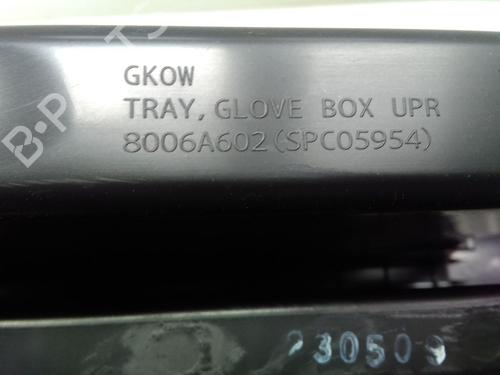 GKOW
TRAY, GLOVE BOX UPR
8006A602(SPC05954)
230509